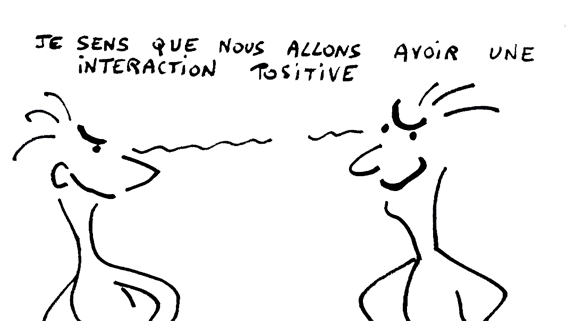 JE SENS QUE NOUS ALLONS AVOIR UNE
INTERACTION POSITIVE